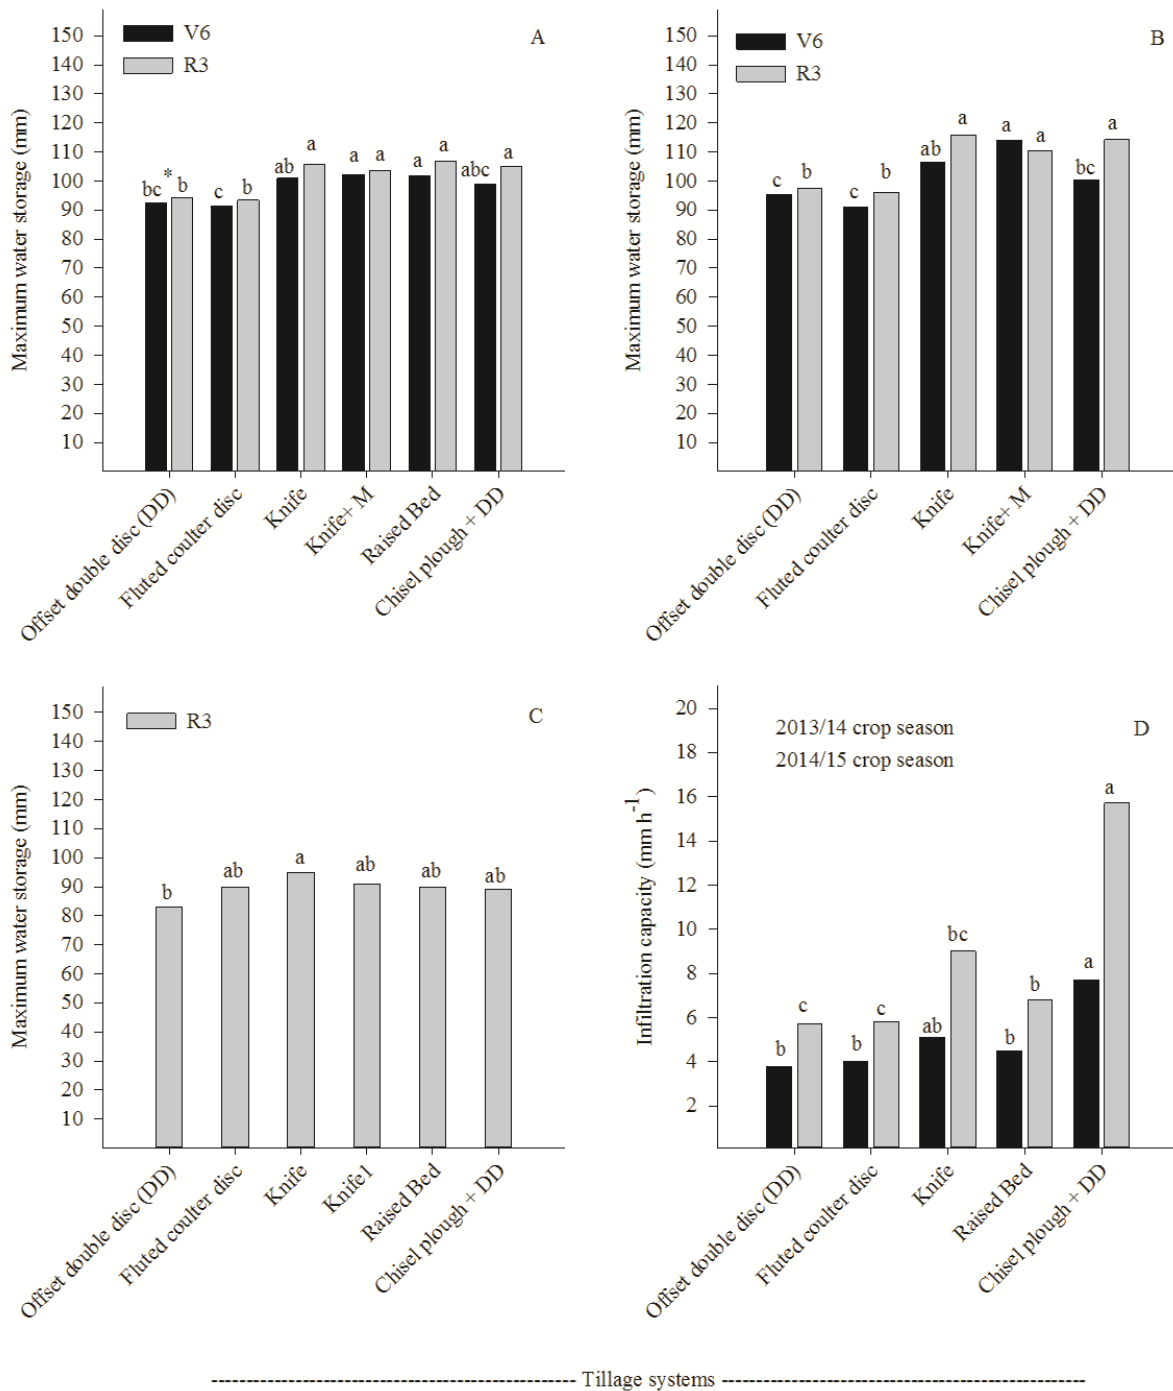 A
V6
R3
Maximum water storage (mm)
150
140
130
120
110
100
90
80
70
60
50
40
30
20
10
bc * b
c b
ab a
a a
a a
abc a
Offset double disc (DD)
Fluted coulter disc
Knife
Knife+ M
Raised Bed
Chisel plough + DD
B
V6
R3
Maximum water storage (mm)
150
140
130
120
110
100
90
80
70
60
50
40
30
20
10
c b
c b
ab a
a a
bc a
Offset double disc (DD)
Fluted coulter disc
Knife
Knife+ M
Chisel plough + DD
C
R3
Maximum water storage (mm)
150
140
130
120
110
100
90
80
70
60
50
40
30
20
10
b
ab
a
ab
ab
ab
Offset double disc (DD)
Fluted coulter disc
Knife
Knife1
Raised Bed
Chisel plough + DD
D
2013/14 crop season
2014/15 crop season
Infiltration capacity (mm h-1)
20
18
16
14
12
10
8
6
4
2
b c
b c
ab bc
b b
a a
Offset double disc (DD)
Fluted coulter disc
Knife
Raised Bed
Chisel plough + DD
Tillage systems